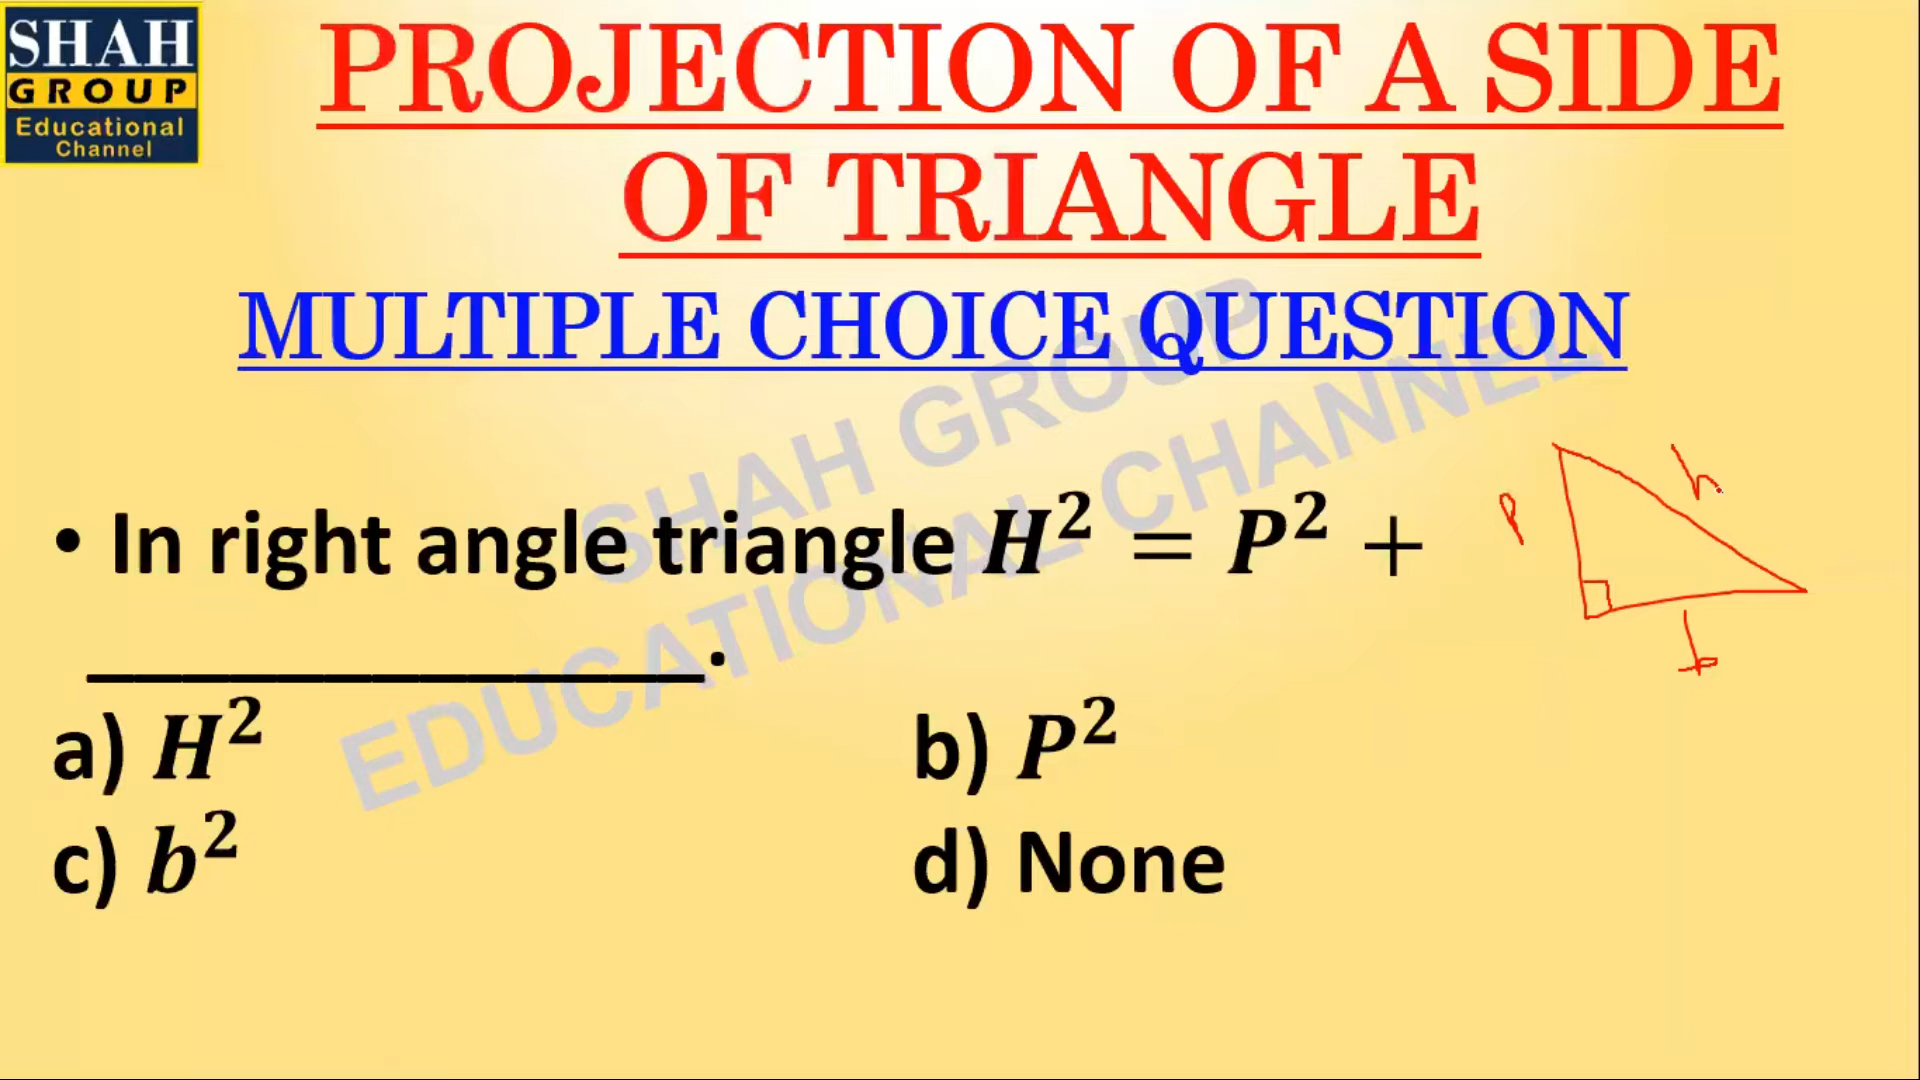 SHAH
GROUP
Educational
Channel
PROJECTION OF A SIDE
OF TRIANGLE
MULTIPLE CHOICE QUESTION
SHAH GROUP
EDUCATIONAL CHANNEL
• In right angle triangle H² = P² +
_____________.
a) H² b) P²
c) b² d) None
P
h
b